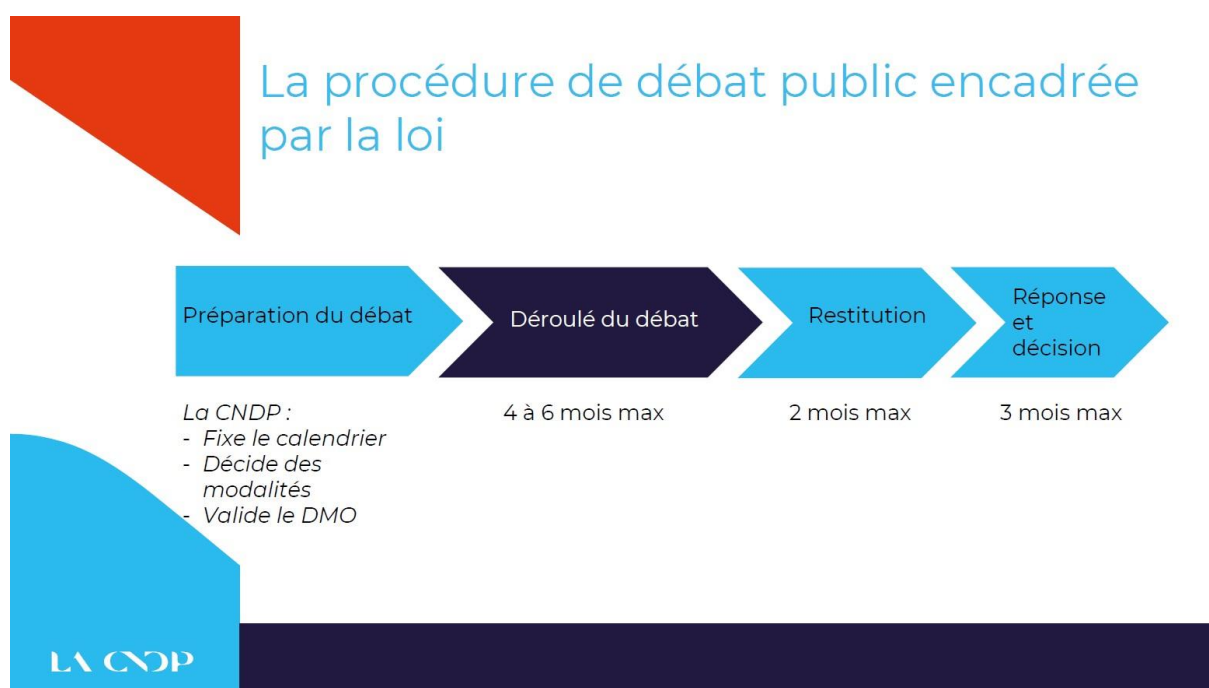 La procédure de débat public encadrée
par la loi
Préparation du débat
Déroulé du débat
Restitution
Réponse
et
décision
La CNDP :
- Fixe le calendrier
- Décide des
modalités
- Valide le DMO
4 à 6 mois max
2 mois max
3 mois max
LA CNDP